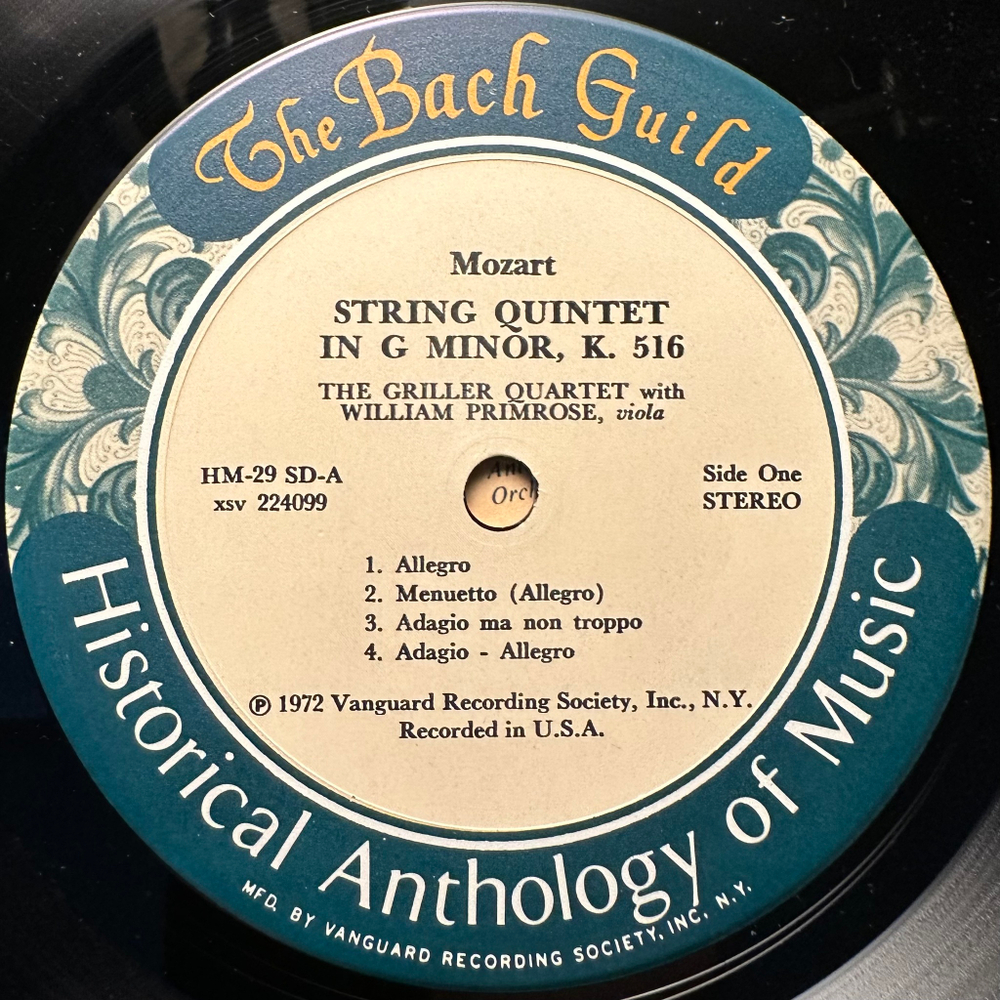 The Bach Guild
Mozart
STRING QUINTET
IN G MINOR, K. 516
THE GRILLER QUARTET with
WILLIAM PRIMROSE, viola
HM-29 SD-A
xsv 224099
Side One
STEREO
1. Allegro
2. Menuetto (Allegro)
3. Adagio ma non troppo
4. Adagio - Allegro
℗ 1972 Vanguard Recording Society, Inc., N.Y.
Recorded in U.S.A.
Historical Anthology of Music
MFD. BY VANGUARD RECORDING SOCIETY, INC. N.Y.